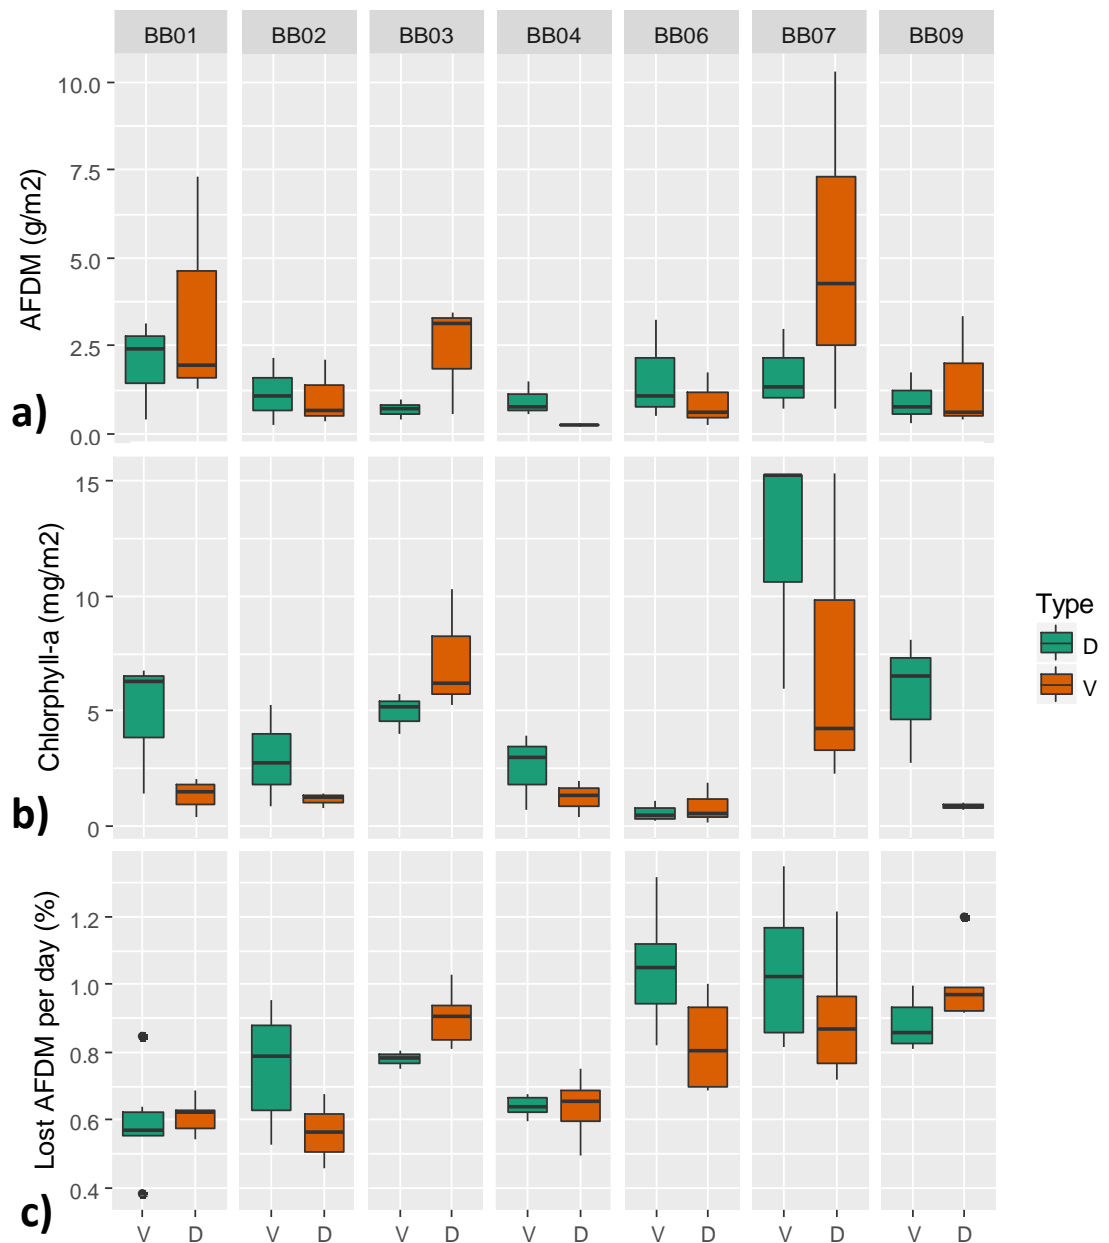 BB01 BB02 BB03 BB04 BB06 BB07 BB09
AFDM (g/m2)
10.0
7.5
5.0
2.5
0.0
a)
Chlorphyll-a (mg/m2)
15
10
5
0
b)
Type
D
V
Lost AFDM per day (%)
1.2
1.0
0.8
0.6
0.4
c)
V D V D V D V D V D V D V D